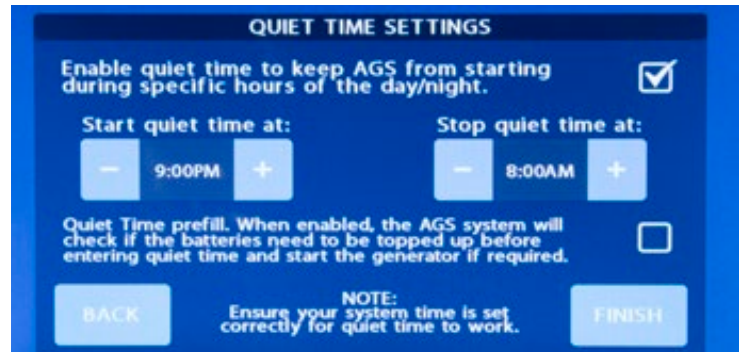 QUIET TIME SETTINGS
Enable quiet time to keep AGS from starting
during specific hours of the day/night.
Start quiet time at:
Stop quiet time at:
− 9:00PM +
− 8:00AM +
Quiet Time prefill. When enabled, the AGS system will
check if the batteries need to be topped up before
entering quiet time and start the generator if required.
BACK
NOTE:
Ensure your system time is set
correctly for quiet time to work.
FINISH